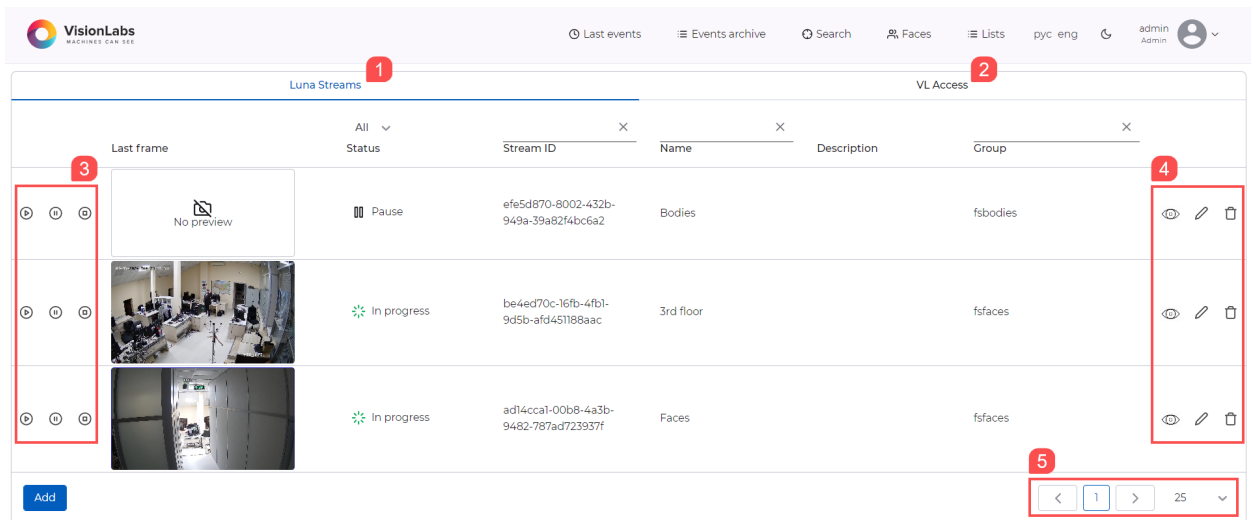 VisionLabs
MACHINES CAN SEE
Last events
Events archive
Search
Faces
Lists
рус eng
admin
Admin
1
2
Luna Streams
VL Access
All
Last frame
Status
Stream ID
Name
Description
Group
3
4
No preview
Pause
efe5d870-8002-432b-
949a-39a82f4bc6a2
Bodies
fsbodies
In progress
be4ed70c-16fb-4fb1-
9d5b-afd451188aac
3rd floor
fsfaces
In progress
ad14cca1-00b8-4a3b-
9482-787ad723937f
Faces
fsfaces
5
Add
1
25